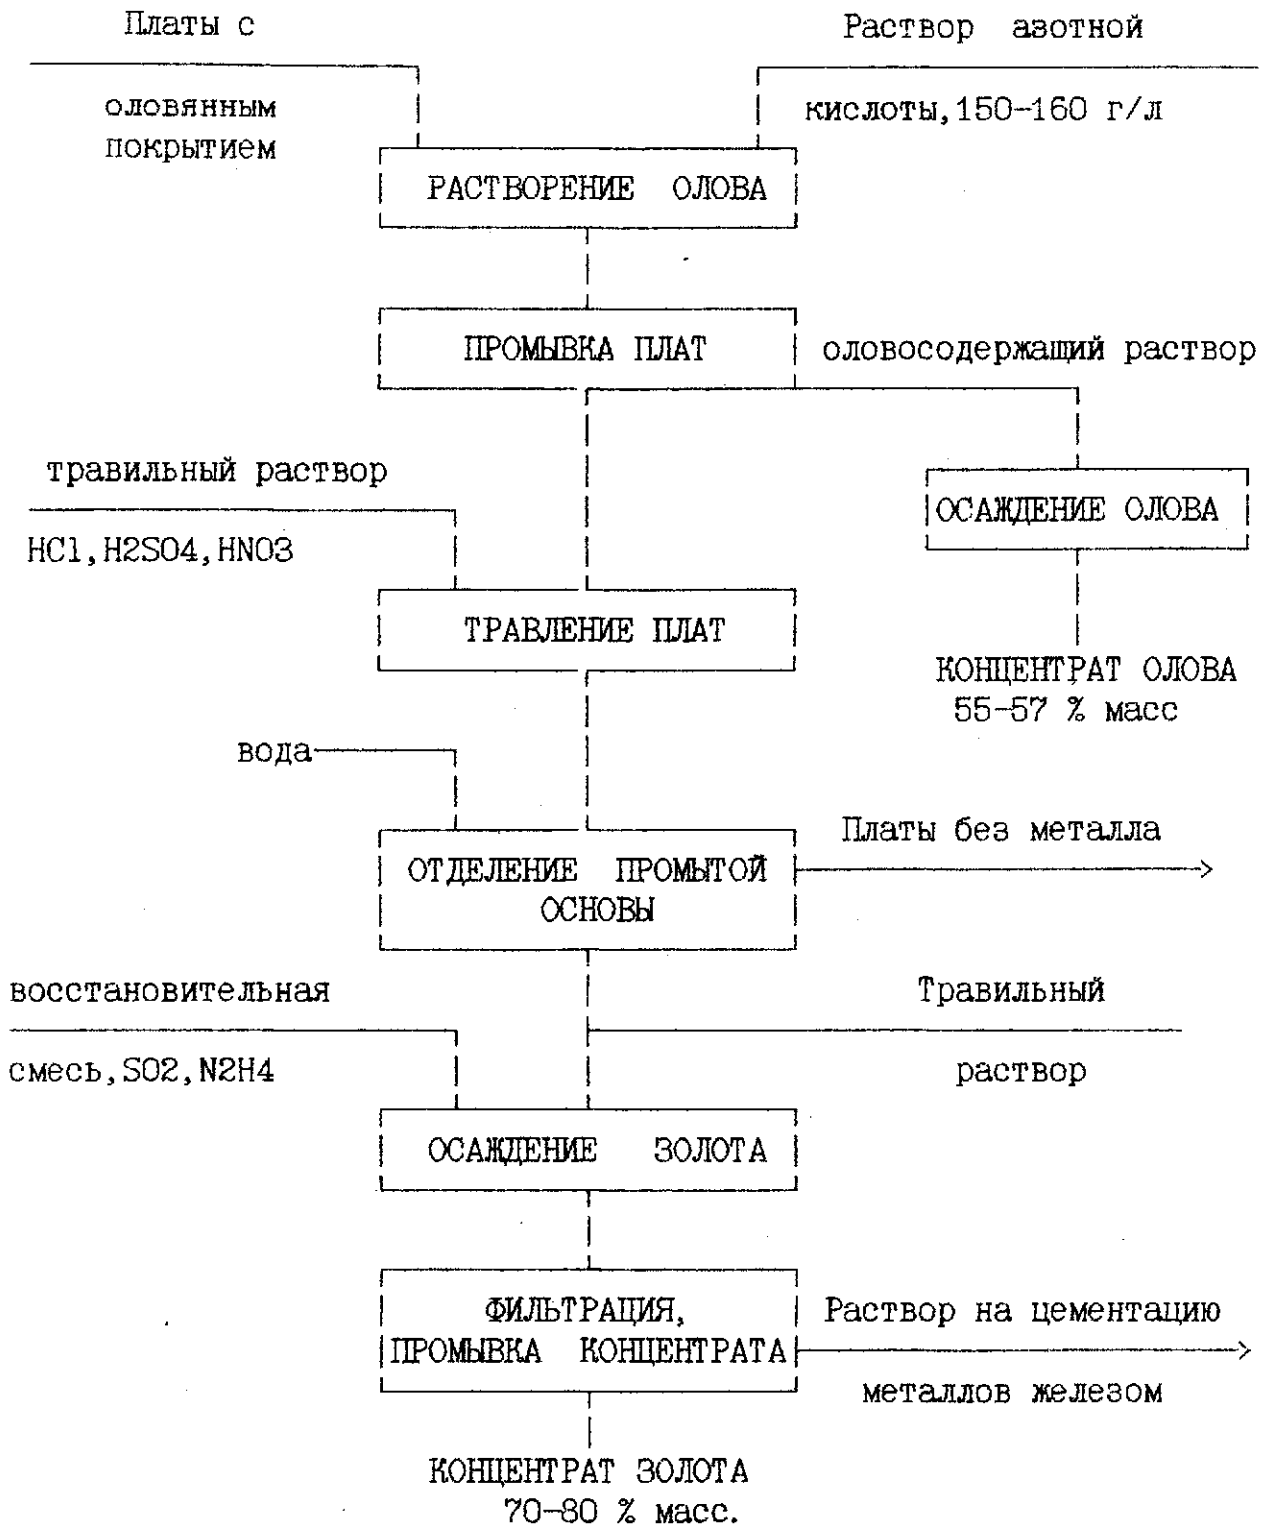 Платы с
Раствор азотной
оловянным
покрытием
кислоты,150-160 г/л
РАСТВОРЕНИЕ ОЛОВА
ПРОМЫВКА ПЛАТ
оловосодержащий раствор
травильный раствор
HCl,H2SO4,HNO3
ОСАЖДЕНИЕ ОЛОВА
ТРАВЛЕНИЕ ПЛАТ
КОНЦЕНТРАТ ОЛОВА
55-57 % масс
вода
Платы без металла
ОТДЕЛЕНИЕ ПРОМЫТОЙ
ОСНОВЫ
восстановительная
Травильный
смесь,SO2,N2H4
раствор
ОСАЖДЕНИЕ ЗОЛОТА
ФИЛЬТРАЦИЯ,
ПРОМЫВКА КОНЦЕНТРАТА
Раствор на цементацию
металлов железом
КОНЦЕНТРАТ ЗОЛОТА
70-80 % масс.